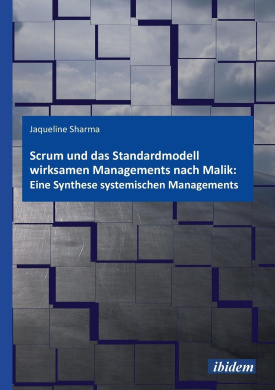 Jaqueline Sharma
Scrum und das Standardmodell
wirksamen Managements nach Malik:
Eine Synthese systemischen Managements
ibidem